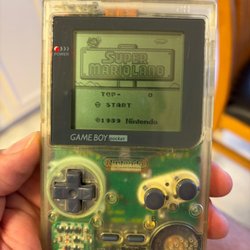 POWER
SUPER
MARIOLAND
TOP- 0
START
©1989 Nintendo
GAME BOY pocket
Nintendo